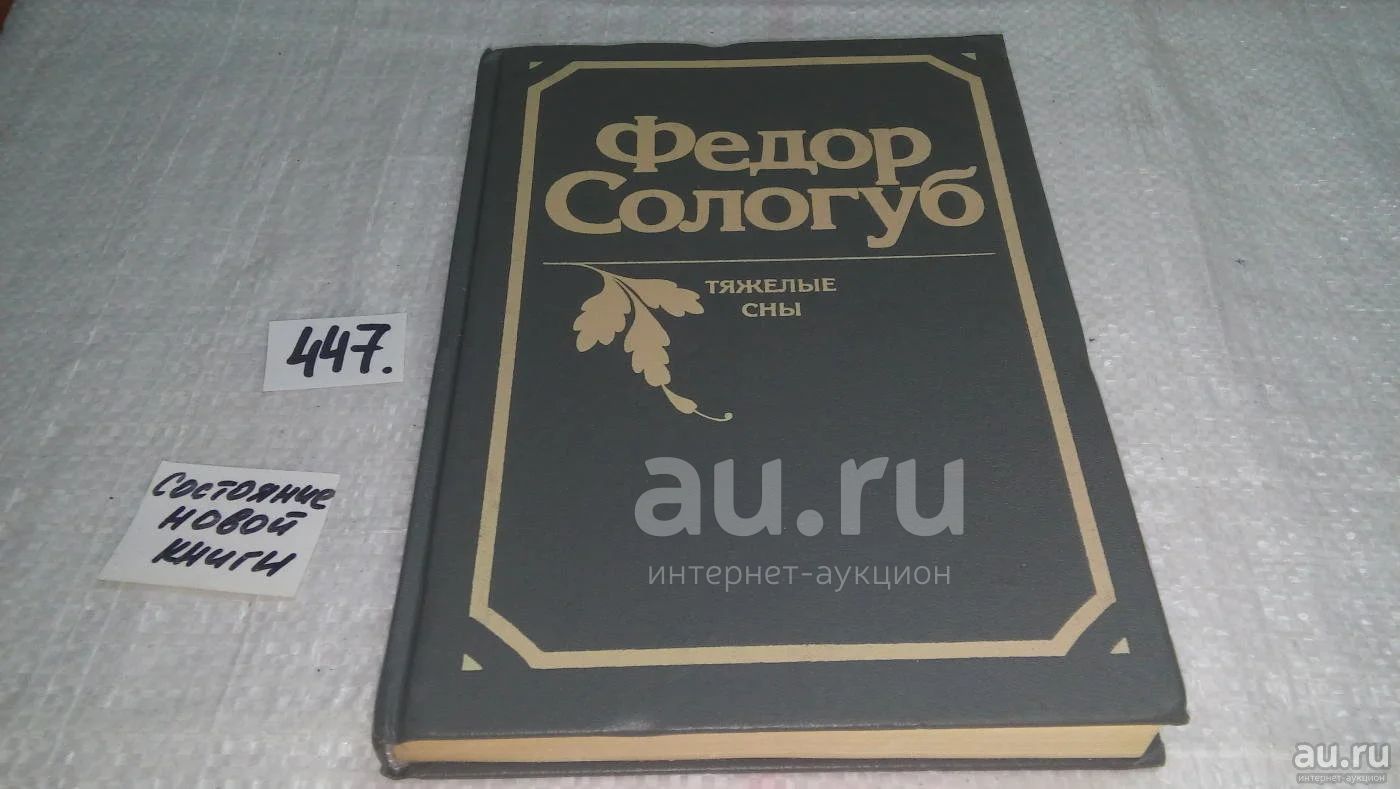 Федор
Сологуб
ТЯЖЕЛЫЕ
СНЫ
447.
Состояние
новой
книги
au.ru
интернет-аукцион
au.ru
интернет-аукцион